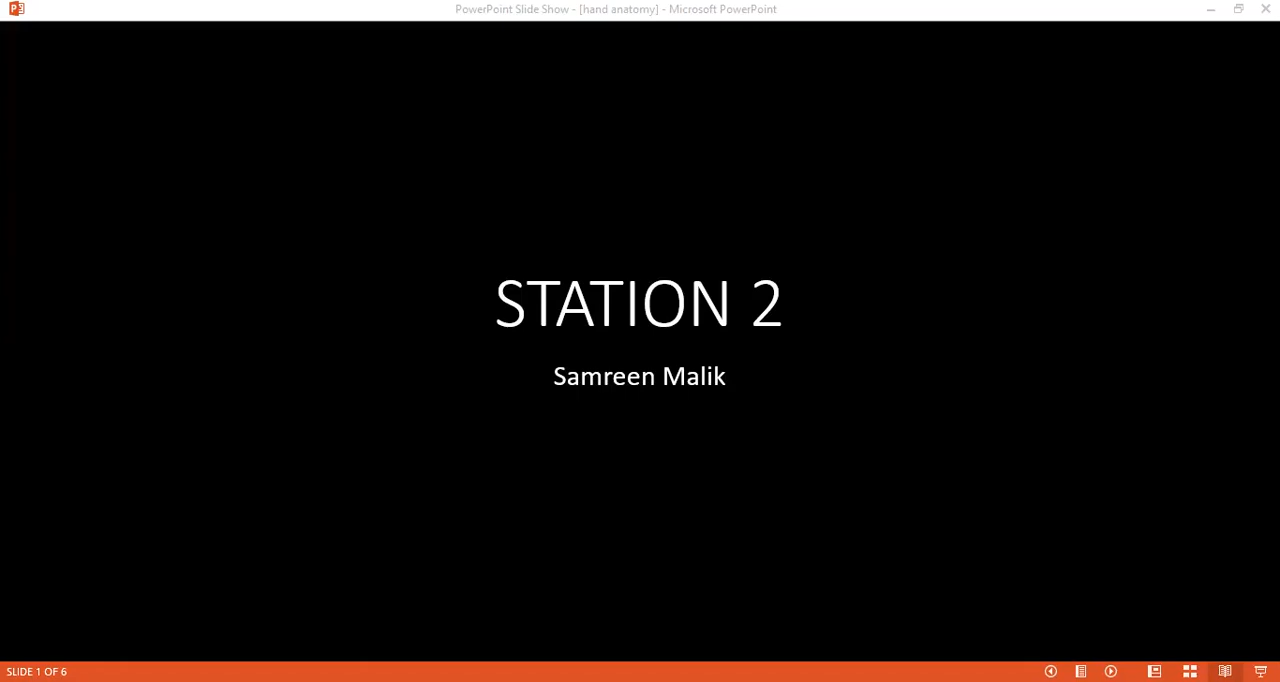 PowerPoint Slide Show - [hand anatomy] - Microsoft PowerPoint
STATION 2
Samreen Malik
SLIDE 1 OF 6